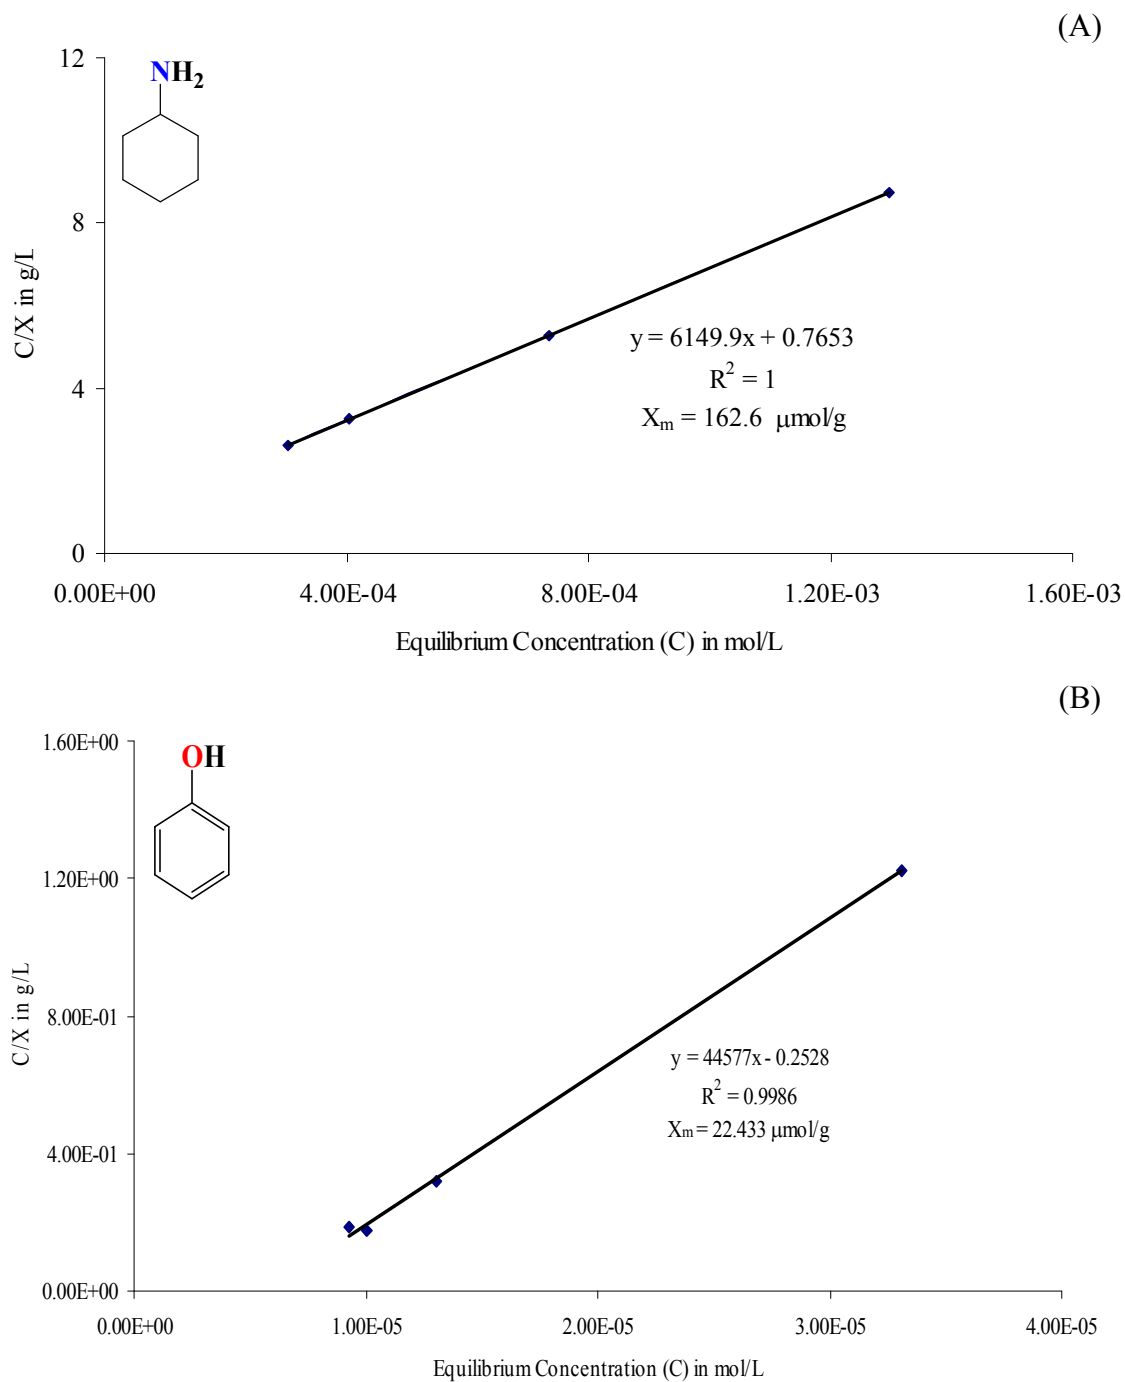 (A)
12
NH₂
8
C/X in g/L
y = 6149.9x + 0.7653
R² = 1
4
Xₘ = 162.6 μmol/g
0
0.00E+00 4.00E-04 8.00E-04 1.20E-03 1.60E-03
Equilibrium Concentration (C) in mol/L
(B)
1.60E+00
OH
1.20E+00
C/X in g/L
8.00E-01
y = 44577x - 0.2528
R² = 0.9986
Xₘ = 22.433 μmol/g
4.00E-01
0.00E+00
0.00E+00 1.00E-05 2.00E-05 3.00E-05 4.00E-05
Equilibrium Concentration (C) in mol/L